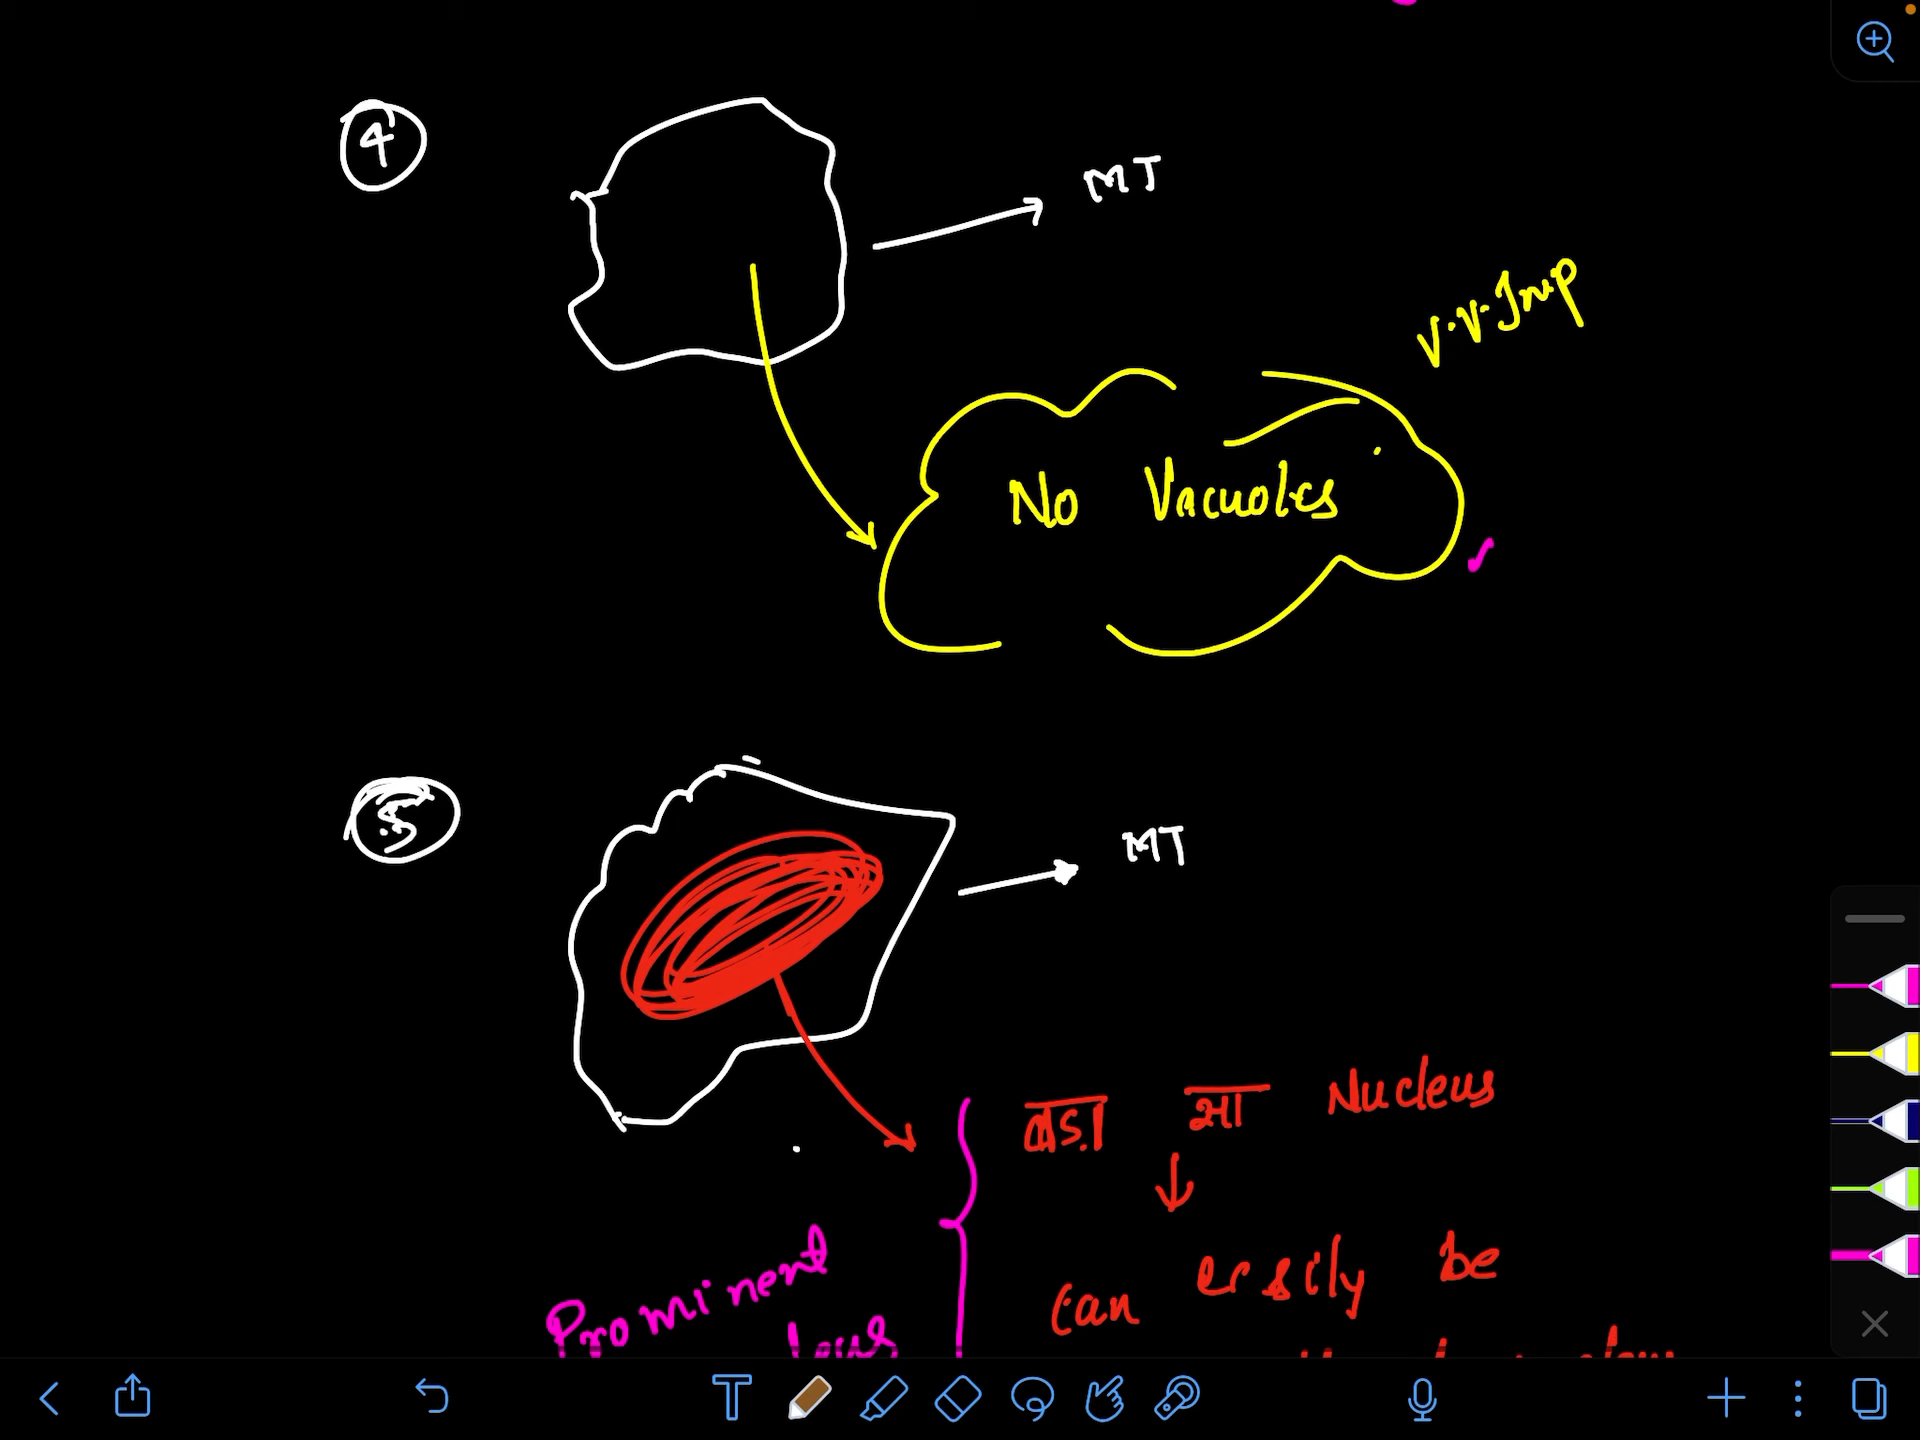 4
MT
V.V.Imp
No Vacuoles
5
MT
बड़ा सा Nucleus
Can easily be
Prominent